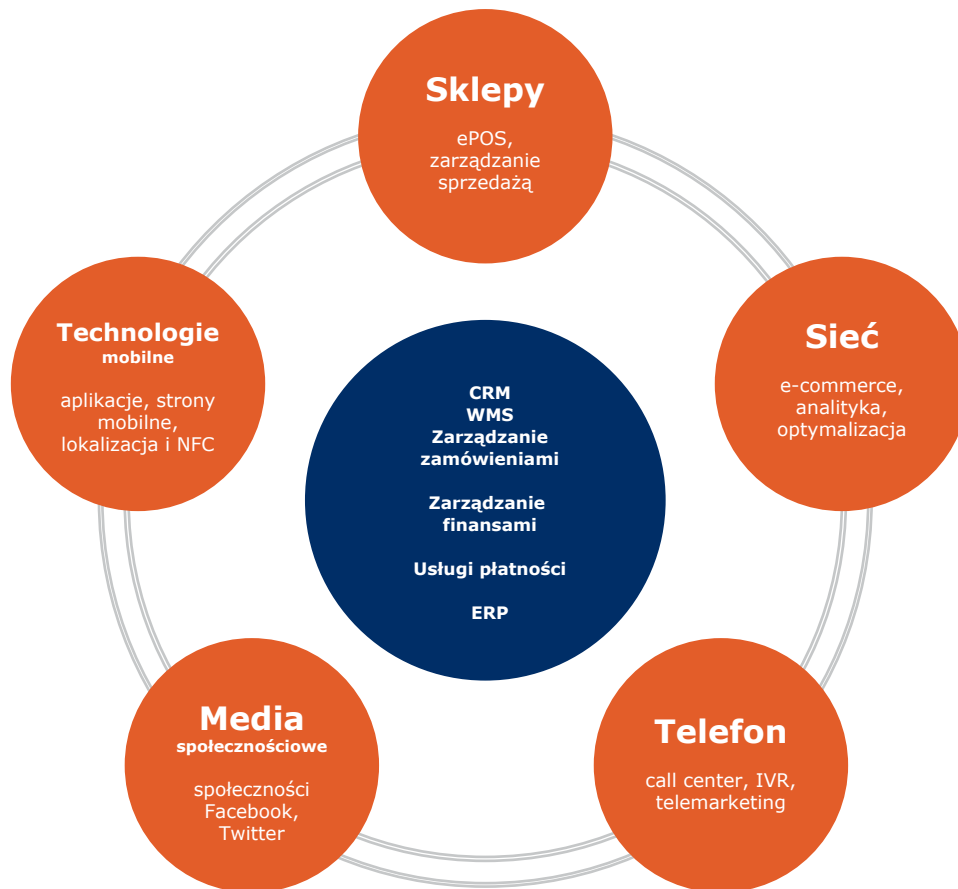 Sklepy
ePOS,
zarządzanie
sprzedażą
Technologie
mobilne
aplikacje, strony
mobilne,
lokalizacja i NFC
Sieć
e-commerce,
analityka,
optymalizacja
CRM
WMS
Zarządzanie
zamówieniami
Zarządzanie
finansami
Usługi płatności
ERP
Media
społecznościowe
społeczności
Facebook,
Twitter
Telefon
call center, IVR,
telemarketing